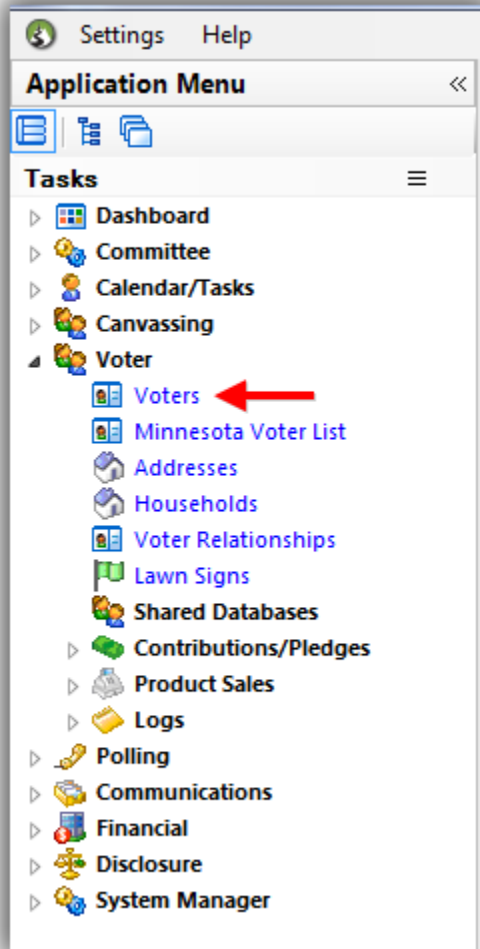 Settings Help
Application Menu
Tasks
Dashboard
Committee
Calendar/Tasks
Canvassing
Voter
Voters
Minnesota Voter List
Addresses
Households
Voter Relationships
Lawn Signs
Shared Databases
Contributions/Pledges
Product Sales
Logs
Polling
Communications
Financial
Disclosure
System Manager